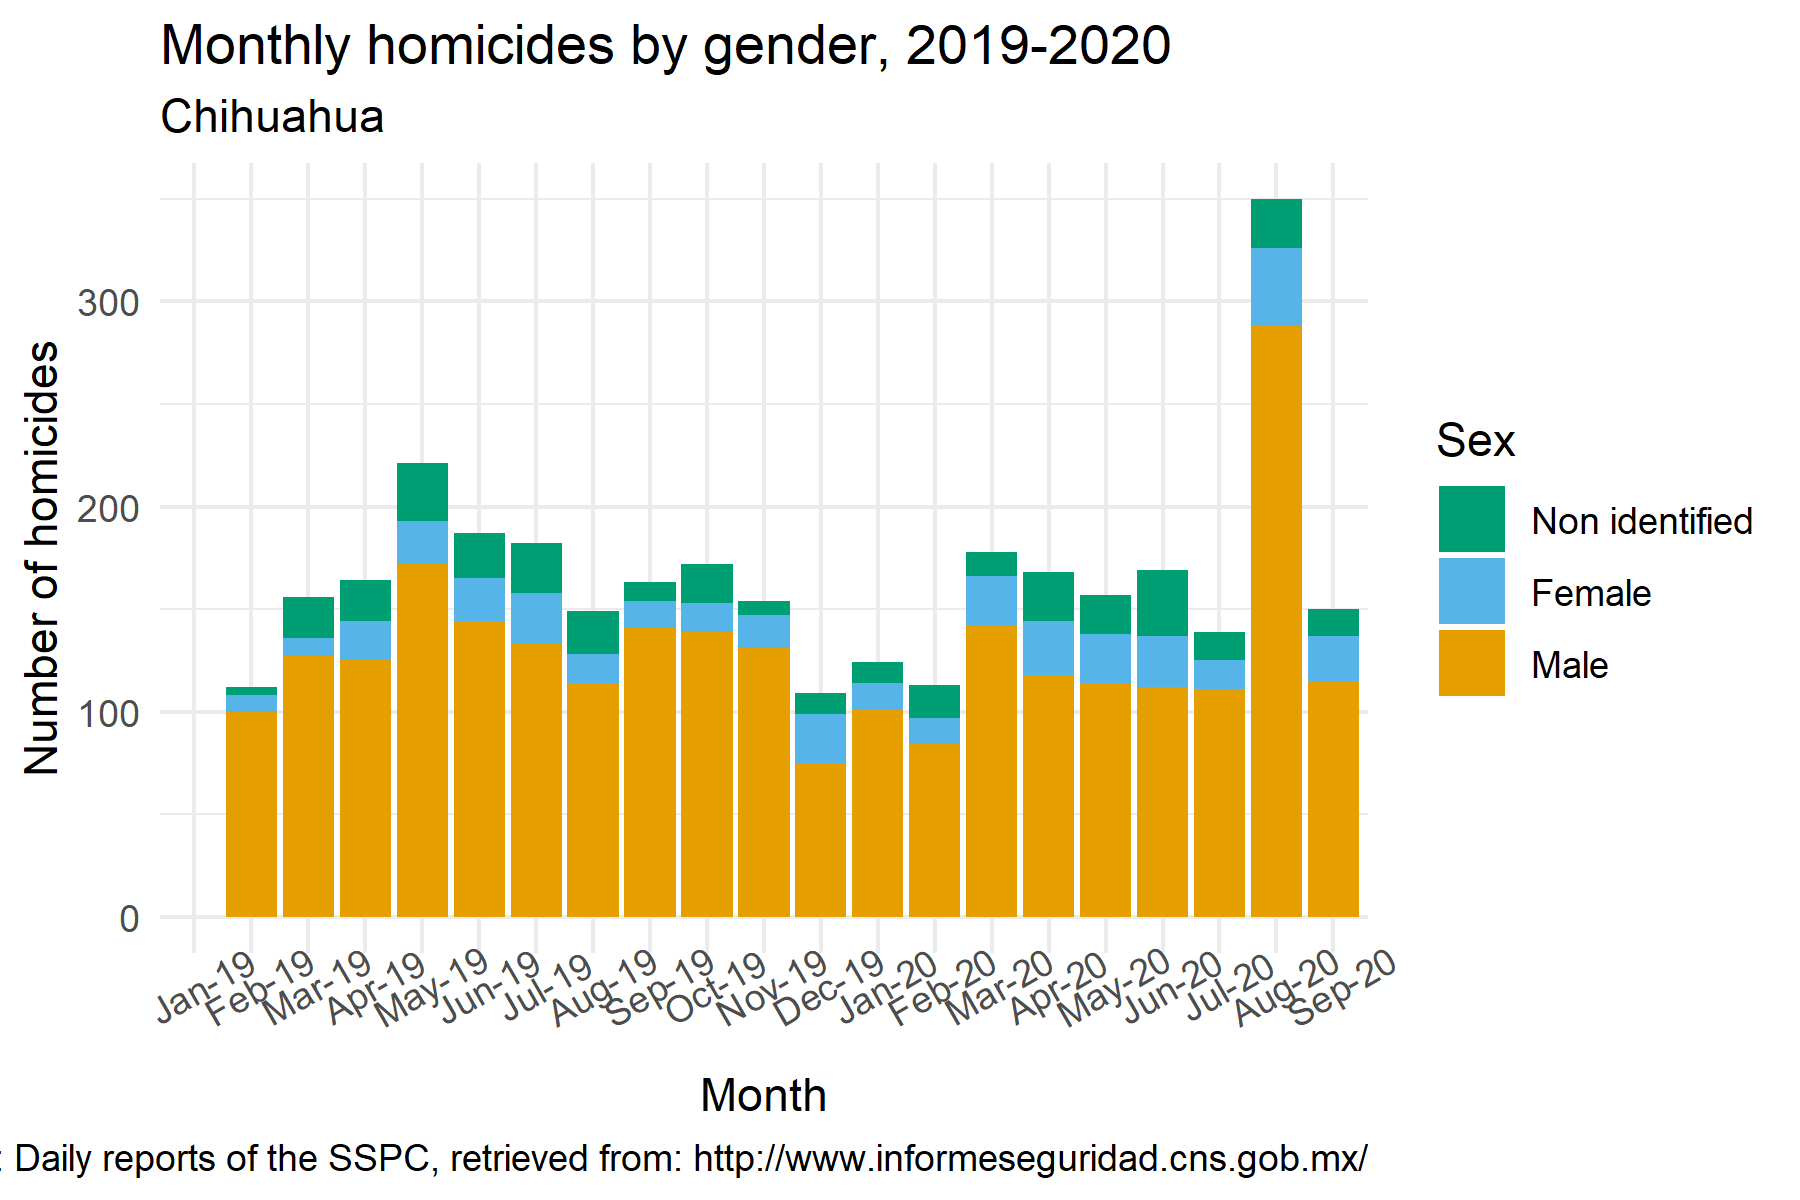 Monthly homicides by gender, 2019-2020
Chihuahua
Number of homicides
300
200
100
0
Jan-19
Feb-19
Mar-19
Apr-19
May-19
Jun-19
Jul-19
Aug-19
Sep-19
Oct-19
Nov-19
Dec-19
Jan-20
Feb-20
Mar-20
Apr-20
May-20
Jun-20
Jul-20
Aug-20
Sep-20
Month
Sex
Non identified
Female
Male
: Daily reports of the SSPC, retrieved from: http://www.informeseguridad.cns.gob.mx/